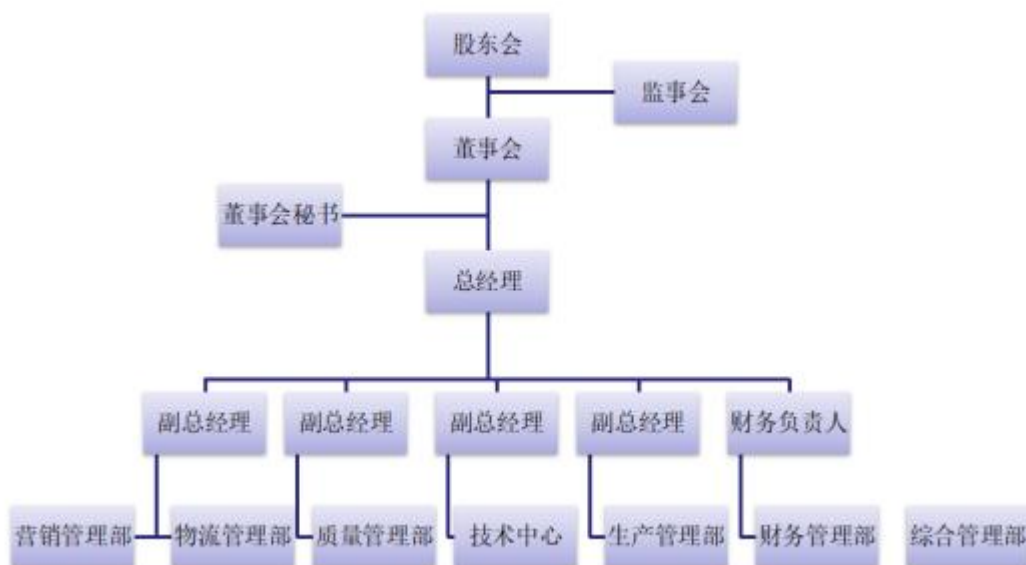 股东会
监事会
董事会
董事会秘书
总经理
副总经理
副总经理
副总经理
副总经理
财务负责人
营销管理部
物流管理部
质量管理部
技术中心
生产管理部
财务管理部
综合管理部